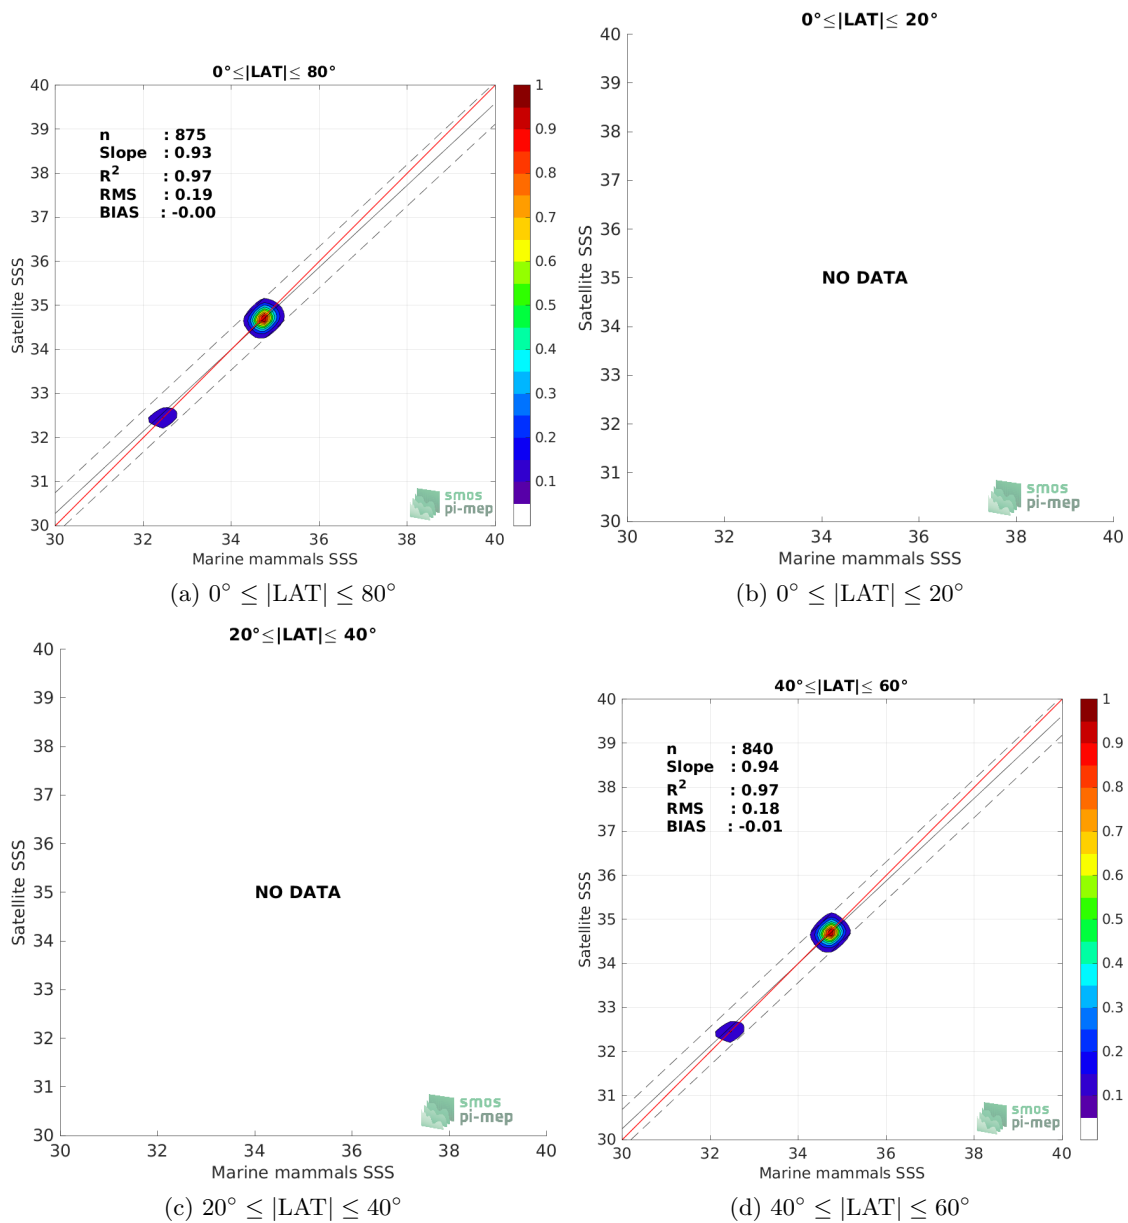 0°≤|LAT|≤ 80°
n : 875
Slope : 0.93
R2 : 0.97
RMS : 0.19
BIAS : -0.00
Satellite SSS
40
39
38
37
36
35
34
33
32
31
30
30 32 34 36 38 40
Marine mammals SSS
1
0.9
0.8
0.7
0.6
0.5
0.4
0.3
0.2
0.1
smos
pi-mep
(a) 0° ≤ |LAT| ≤ 80°
0°≤|LAT|≤ 20°
Satellite SSS
40
39
38
37
36
35
34
33
32
31
30
NO DATA
30 32 34 36 38 40
Marine mammals SSS
smos
pi-mep
(b) 0° ≤ |LAT| ≤ 20°
20°≤|LAT|≤ 40°
Satellite SSS
40
39
38
37
36
35
34
33
32
31
30
NO DATA
30 32 34 36 38 40
Marine mammals SSS
smos
pi-mep
(c) 20° ≤ |LAT| ≤ 40°
40°≤|LAT|≤ 60°
n : 840
Slope : 0.94
R2 : 0.97
RMS : 0.18
BIAS : -0.01
Satellite SSS
40
39
38
37
36
35
34
33
32
31
30
30 32 34 36 38 40
Marine mammals SSS
1
0.9
0.8
0.7
0.6
0.5
0.4
0.3
0.2
0.1
smos
pi-mep
(d) 40° ≤ |LAT| ≤ 60°